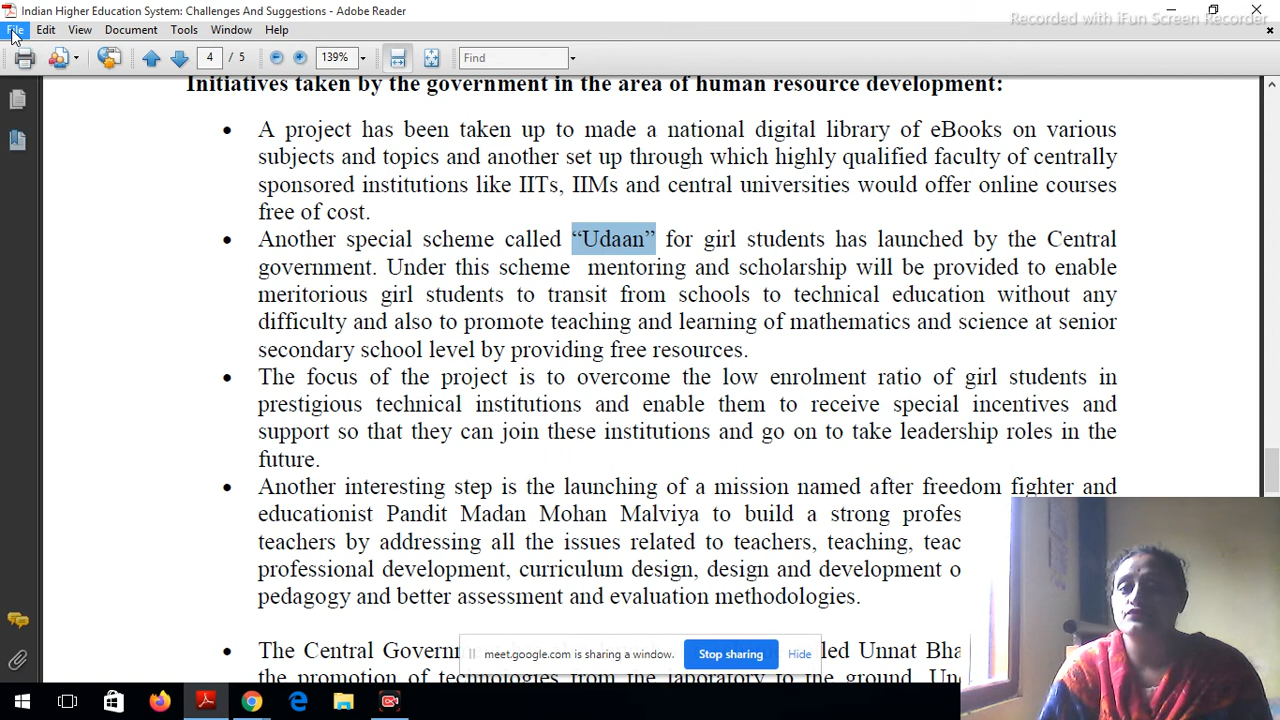 Indian Higher Education System: Challenges And Suggestions - Adobe Reader
Recorded with iFun Screen Recorder
File Edit View Document Tools Window Help
4 / 5 139% Find
Initiatives taken by the government in the area of human resource development:
• A project has been taken up to made a national digital library of eBooks on various
subjects and topics and another set up through which highly qualified faculty of centrally
sponsored institutions like IITs, IIMs and central universities would offer online courses
free of cost.
• Another special scheme called “Udaan” for girl students has launched by the Central
government. Under this scheme mentoring and scholarship will be provided to enable
meritorious girl students to transit from schools to technical education without any
difficulty and also to promote teaching and learning of mathematics and science at senior
secondary school level by providing free resources.
• The focus of the project is to overcome the low enrolment ratio of girl students in
prestigious technical institutions and enable them to receive special incentives and
support so that they can join these institutions and go on to take leadership roles in the
future.
• Another interesting step is the launching of a mission named after freedom fighter and
educationist Pandit Madan Mohan Malviya to build a strong profes
teachers by addressing all the issues related to teachers, teaching, teac
professional development, curriculum design, design and development o
pedagogy and better assessment and evaluation methodologies.
• The Central Governm lled Unnat Bha
meet.google.com is sharing a window. Stop sharing Hide
the promotion of technologies from the laboratory to the ground. Un